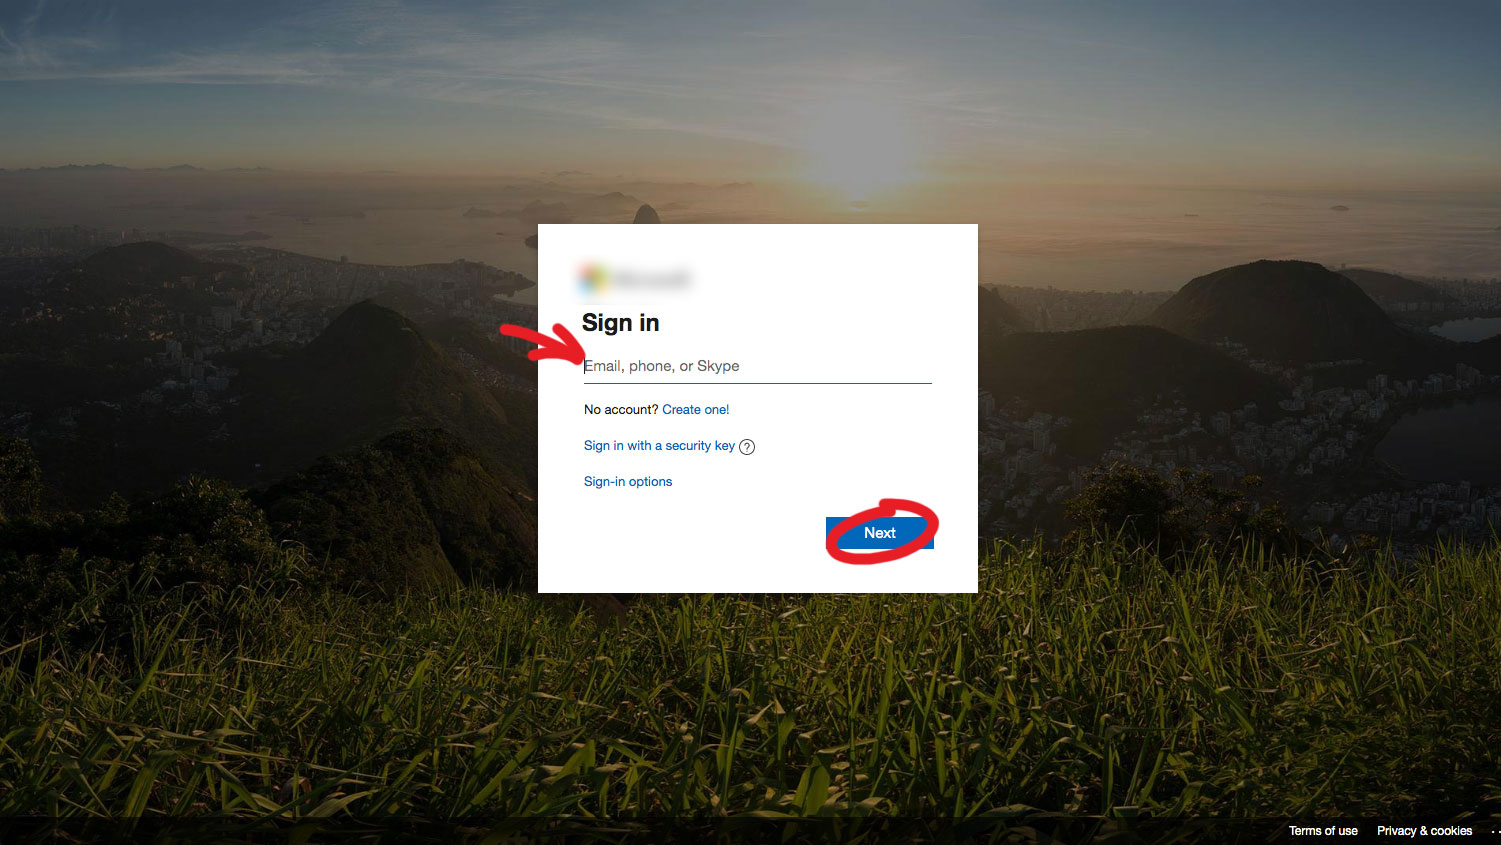 Sign in
Email, phone, or Skype
No account? Create one!
Sign in with a security key
Sign-in options
Next
Terms of use Privacy & cookies